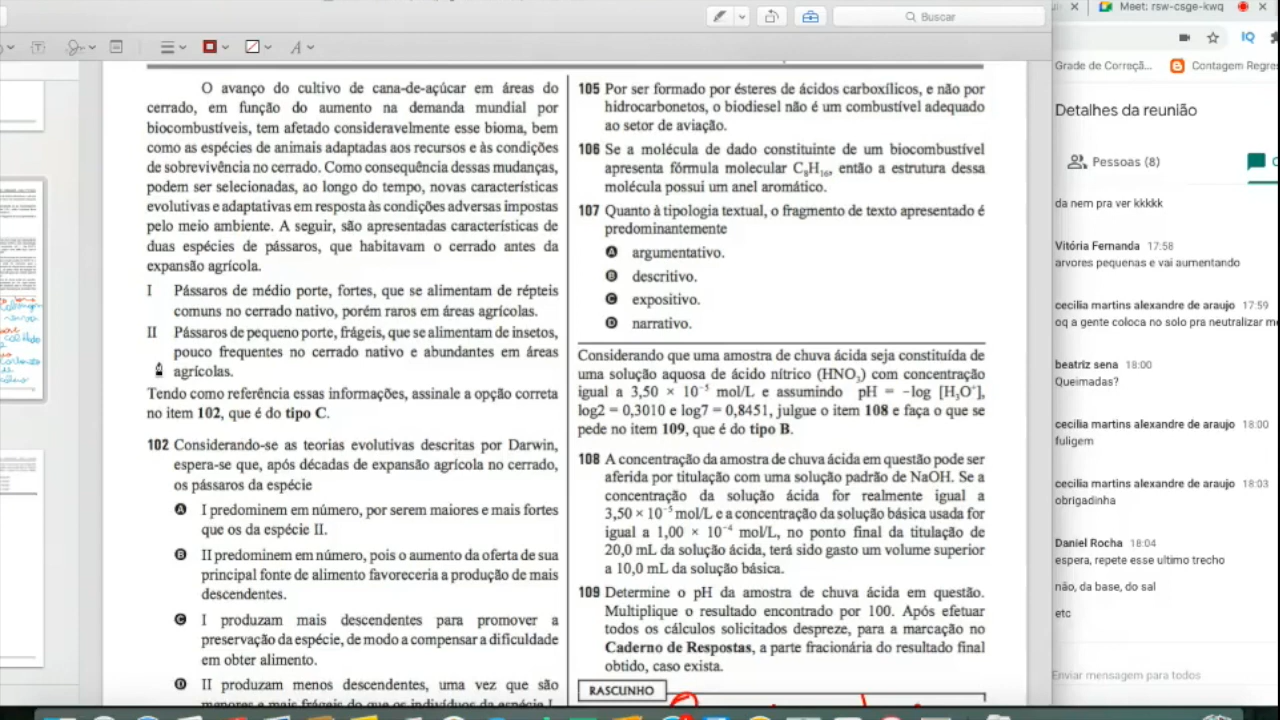 Buscar
Meet: rsw-csge-kwq
Grade de Correçã...
Contagem Regre
O avanço do cultivo de cana-de-açúcar em áreas do
cerrado, em função do aumento na demanda mundial por
biocombustíveis, tem afetado consideravelmente esse bioma, bem
como as espécies de animais adaptadas aos recursos e às condições
de sobrevivência no cerrado. Como consequência dessas mudanças,
podem ser selecionadas, ao longo do tempo, novas características
evolutivas e adaptativas em resposta às condições adversas impostas
pelo meio ambiente. A seguir, são apresentadas características de
duas espécies de pássaros, que habitavam o cerrado antes da
expansão agrícola.
I Pássaros de médio porte, fortes, que se alimentam de répteis
comuns no cerrado nativo, porém raros em áreas agrícolas.
II Pássaros de pequeno porte, frágeis, que se alimentam de insetos,
pouco frequentes no cerrado nativo e abundantes em áreas
agrícolas.
Tendo como referência essas informações, assinale a opção correta
no item 102, que é do tipo C.
102 Considerando-se as teorias evolutivas descritas por Darwin,
espera-se que, após décadas de expansão agrícola no cerrado,
os pássaros da espécie
A I predominem em número, por serem maiores e mais fortes
que os da espécie II.
B II predominem em número, pois o aumento da oferta de sua
principal fonte de alimento favoreceria a produção de mais
descendentes.
C I produzam mais descendentes para promover a
preservação da espécie, de modo a compensar a dificuldade
em obter alimento.
D II produzam menos descendentes, uma vez que são
menores e mais frágeis do que os indivíduos da espécie I.
105 Por ser formado por ésteres de ácidos carboxílicos, e não por
hidrocarbonetos, o biodiesel não é um combustível adequado
ao setor de aviação.
106 Se a molécula de dado constituinte de um biocombustível
apresenta fórmula molecular C₈H₁₆, então a estrutura dessa
molécula possui um anel aromático.
107 Quanto à tipologia textual, o fragmento de texto apresentado é
predominantemente
A argumentativo.
B descritivo.
C expositivo.
D narrativo.
Considerando que uma amostra de chuva ácida seja constituída de
uma solução aquosa de ácido nítrico (HNO₃) com concentração
igual a 3,50 × 10⁻⁵ mol/L e assumindo pH = −log [H₃O⁺],
log2 = 0,3010 e log7 = 0,8451, julgue o item 108 e faça o que se
pede no item 109, que é do tipo B.
108 A concentração da amostra de chuva ácida em questão pode ser
aferida por titulação com uma solução padrão de NaOH. Se a
concentração da solução ácida for realmente igual a
3,50 × 10⁻⁵ mol/L e a concentração da solução básica usada for
igual a 1,00 × 10⁻⁴ mol/L, no ponto final da titulação de
20,0 mL da solução ácida, terá sido gasto um volume superior
a 10,0 mL da solução básica.
109 Determine o pH da amostra de chuva ácida em questão.
Multiplique o resultado encontrado por 100. Após efetuar
todos os cálculos solicitados despreze, para a marcação no
Caderno de Respostas, a parte fracionária do resultado final
obtido, caso exista.
RASCUNHO
Detalhes da reunião
Pessoas (8)
da nem pra ver kkkkk
Vitória Fernanda 17:58
arvores pequenas e vai aumentando
cecilia martins alexandre de araujo 17:59
oq a gente coloca no solo pra neutralizar m
beatriz sena 18:00
Queimadas?
cecilia martins alexandre de araujo 18:00
fuligem
cecilia martins alexandre de araujo 18:03
obrigadinha
Daniel Rocha 18:04
espera, repete esse ultimo trecho
não, da base, do sal
etc
Enviar mensagem para todos